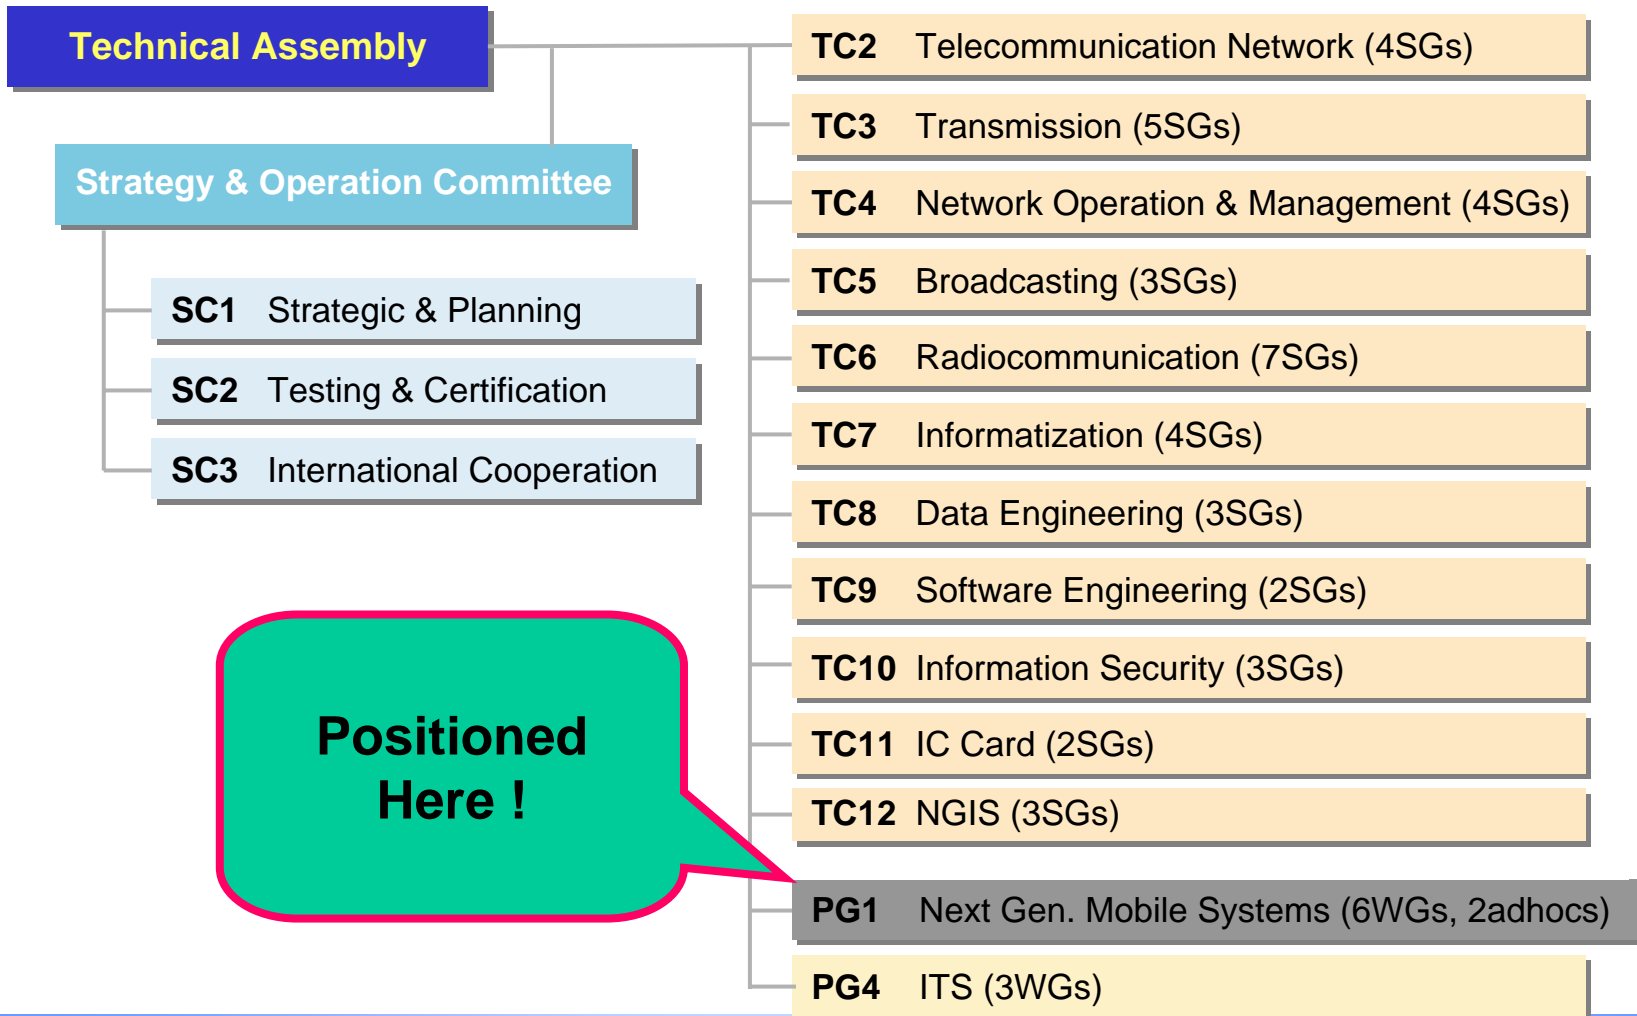 Technical Assembly
Strategy & Operation Committee
SC1 Strategic & Planning
SC2 Testing & Certification
SC3 International Cooperation
Positioned
Here !
TC2 Telecommunication Network (4SGs)
TC3 Transmission (5SGs)
TC4 Network Operation & Management (4SGs)
TC5 Broadcasting (3SGs)
TC6 Radiocommunication (7SGs)
TC7 Informatization (4SGs)
TC8 Data Engineering (3SGs)
TC9 Software Engineering (2SGs)
TC10 Information Security (3SGs)
TC11 IC Card (2SGs)
TC12 NGIS (3SGs)
PG1 Next Gen. Mobile Systems (6WGs, 2adhocs)
PG4 ITS (3WGs)